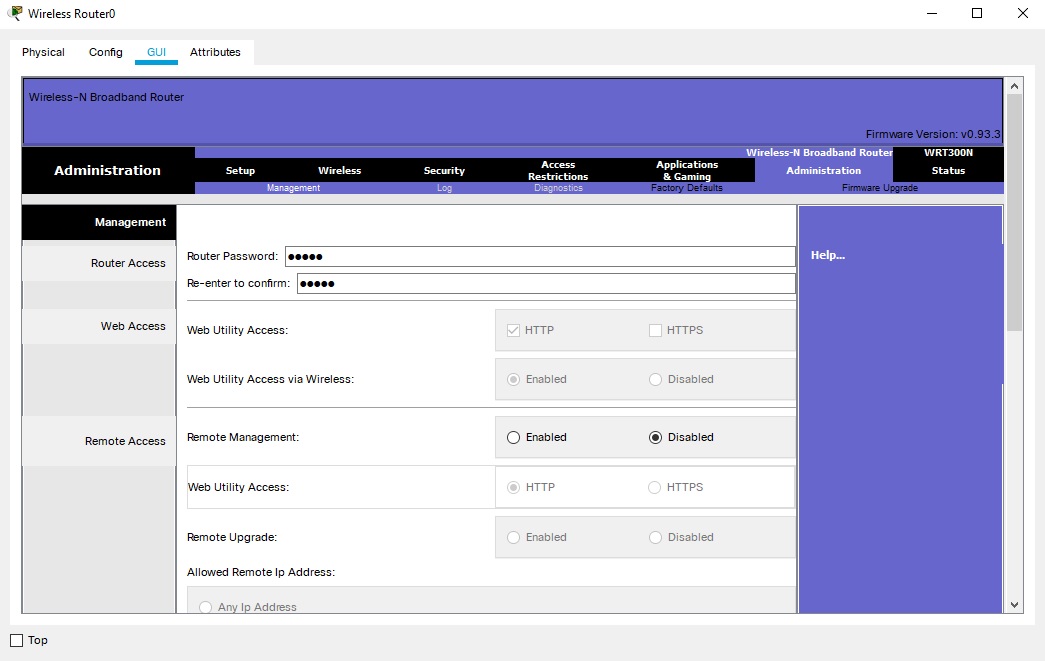 Wireless Router0
Physical Config GUI Attributes
Wireless-N Broadband Router
Firmware Version: v0.93.3
Wireless-N Broadband Router WRT300N
Administration Setup Wireless Security Access Restrictions Applications & Gaming Administration Status
Management Log Diagnostics Factory Defaults Firmware Upgrade
Management
Help...
Router Access
Router Password: ●●●●●
Re-enter to confirm: ●●●●●
Web Access
Web Utility Access: HTTP HTTPS
Web Utility Access via Wireless: Enabled Disabled
Remote Access
Remote Management: Enabled Disabled
Web Utility Access: HTTP HTTPS
Remote Upgrade: Enabled Disabled
Allowed Remote Ip Address:
Any Ip Address
Top